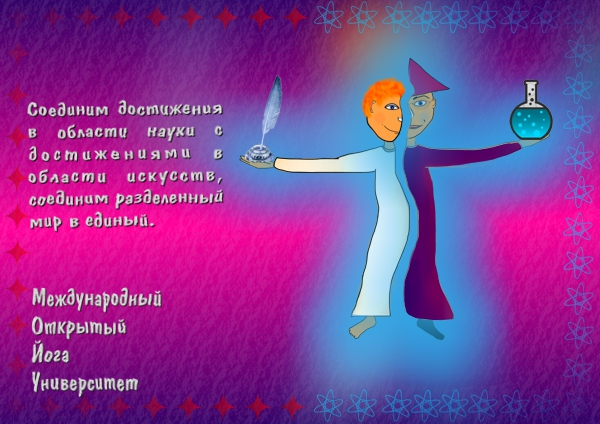 Соединим достижения
в области науки с
достижениями в
области искусств,
соединим разделенный
мир в единый.
Международный
Открытый
Йога
Университет